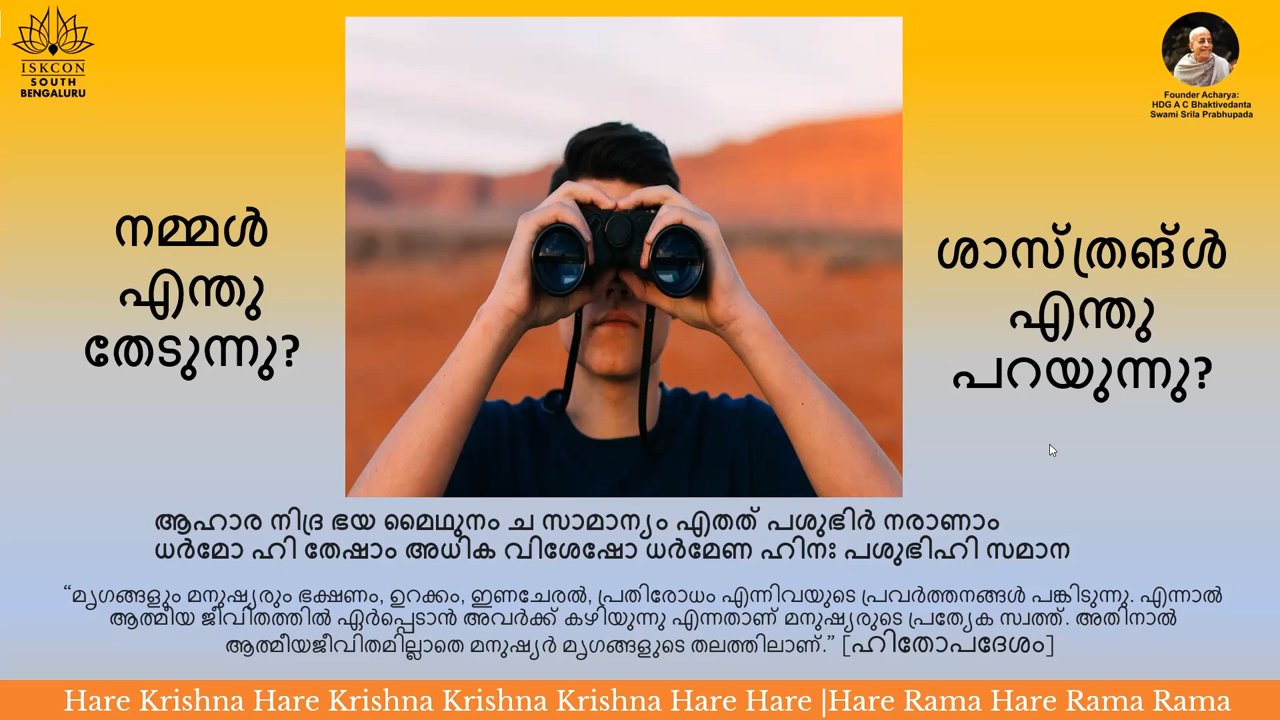 ISKCON
SOUTH
BENGALURU
Founder Acharya:
HDG A C Bhaktivedanta
Swami Srila Prabhupada
നമ്മൾ
എന്തു
തേടുന്നു?
ശാസ്ത്രങ്ൾ
എന്തു
പറയുന്നു?
ആഹാര നിദ്ര ഭയ മൈഥുനം ച സാമാന്യം എതത് പശുഭിർ നരാണാം
ധർമോ ഹി തേഷാം അധിക വിശേഷോ ധർമേണ ഹിനഃ പശുഭിഹി സമാന
“മൃഗങ്ങളും മനുഷ്യരും ഭക്ഷണം, ഉറക്കം, ഇണചേരൽ, പ്രതിരോധം എന്നിവയുടെ പ്രവർത്തനങ്ങൾ പങ്കിടുന്നു. എന്നാൽ
ആത്മീയ ജീവിതത്തിൽ ഏർപ്പെടാൻ അവർക്ക് കഴിയുന്നു എന്നതാണ് മനുഷ്യരുടെ പ്രത്യേക സ്വത്ത്. അതിനാൽ
ആത്മീയജീവിതമില്ലാതെ മനുഷ്യർ മൃഗങ്ങളുടെ തലത്തിലാണ്.” [ഹിതോപദേശം]
Hare Krishna Hare Krishna Krishna Krishna Hare Hare |Hare Rama Hare Rama Rama